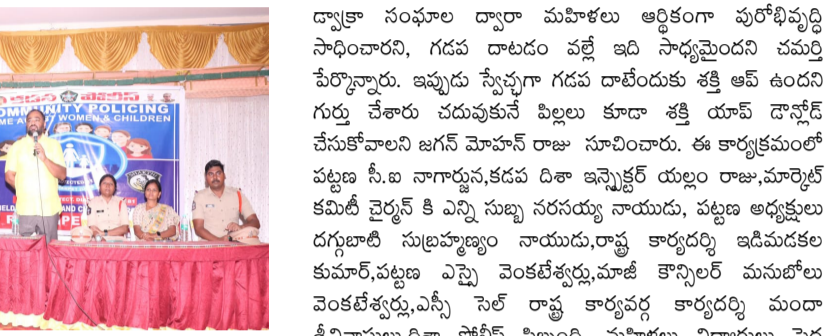 COMMUNITY POLICING
WOMEN & CHILDREN
డ్వాక్రా సంఘాల ద్వారా మహిళలు ఆర్థికంగా పురోభివృద్ధి
సాధించారని, గడప దాటడం వల్లే ఇది సాధ్యమైందని చమర్తి
పేర్కొన్నారు. ఇప్పుడు స్వేచ్ఛగా గడప దాటేందుకు శక్తి ఆప్ ఉందని
గుర్తు చేశారు చదువుకునే పిల్లలు కూడా శక్తి యాప్ డౌన్లోడ్
చేసుకోవాలని జగన్ మోహన్ రాజు సూచించారు. ఈ కార్యక్రమంలో
పట్టణ సీ.ఐ నాగార్జున,కడప దిశా ఇన్స్పెక్టర్ యల్లం రాజు,మార్కెట్
కమిటీ చైర్మన్ కి ఎన్ని సుబ్బ నరసయ్య నాయుడు, పట్టణ అధ్యక్షులు
దగ్గుబాటి సుబ్రహ్మణ్యం నాయుడు,రాష్ట్ర కార్యదర్శి ఇడిమడకల
కుమార్,పట్టణ ఎస్సై వెంకటేశ్వర్లు,మాజీ కౌన్సిలర్ మనుబోలు
వెంకటేశ్వర్లు,ఎస్సీ సెల్ రాష్ట్ర కార్యవర్గ కార్యదర్శి మందా